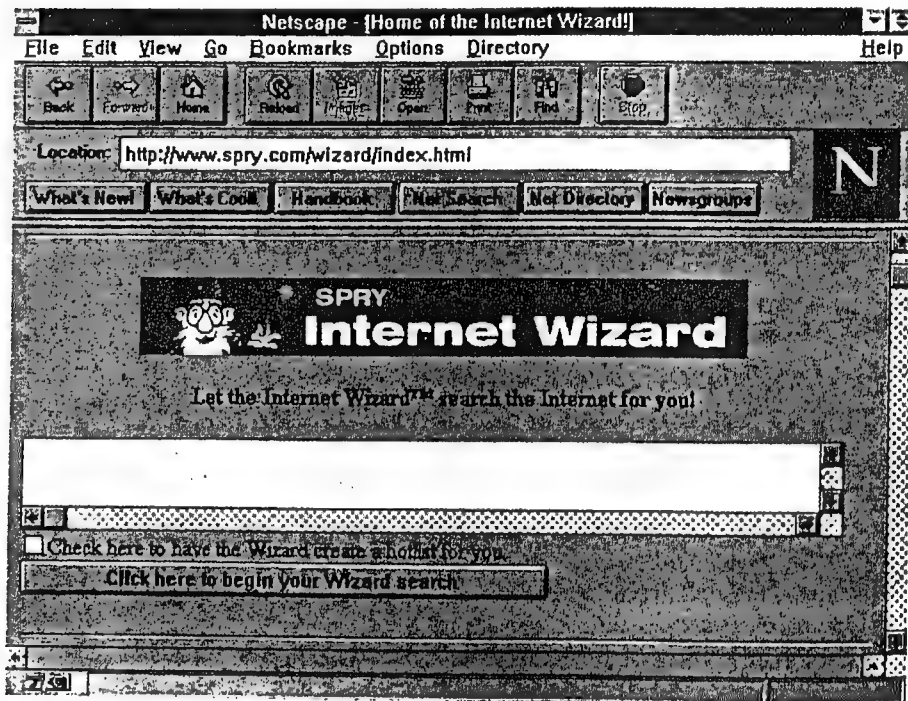 Netscape - [Home of the Internet Wizard!]
File Edit View Go Bookmarks Options Directory Help
Back Forward Home Reload Images Open Print Find Stop
Location: http://www.spry.com/wizard/index.html
N
What's New! What's Cool! Handbook Net Search Net Directory Newsgroups
SPRY
Internet Wizard
Let the Internet Wizard™ search the Internet for you!
Check here to have the Wizard create a hotlist for you.
Click here to begin your Wizard search